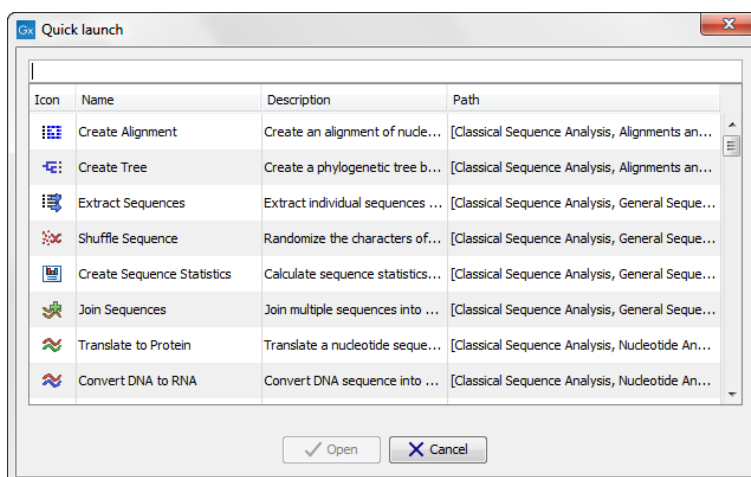 Gx Quick launch
Icon Name Description Path
Create Alignment Create an alignment of nucle... [Classical Sequence Analysis, Alignments an...
Create Tree Create a phylogenetic tree b... [Classical Sequence Analysis, Alignments an...
Extract Sequences Extract individual sequences ... [Classical Sequence Analysis, General Seque...
Shuffle Sequence Randomize the characters of... [Classical Sequence Analysis, General Seque...
Create Sequence Statistics Calculate sequence statistics... [Classical Sequence Analysis, General Seque...
Join Sequences Join multiple sequences into ... [Classical Sequence Analysis, General Seque...
Translate to Protein Translate a nucleotide seque... [Classical Sequence Analysis, Nucleotide An...
Convert DNA to RNA Convert DNA sequence into ... [Classical Sequence Analysis, Nucleotide An...
Open Cancel